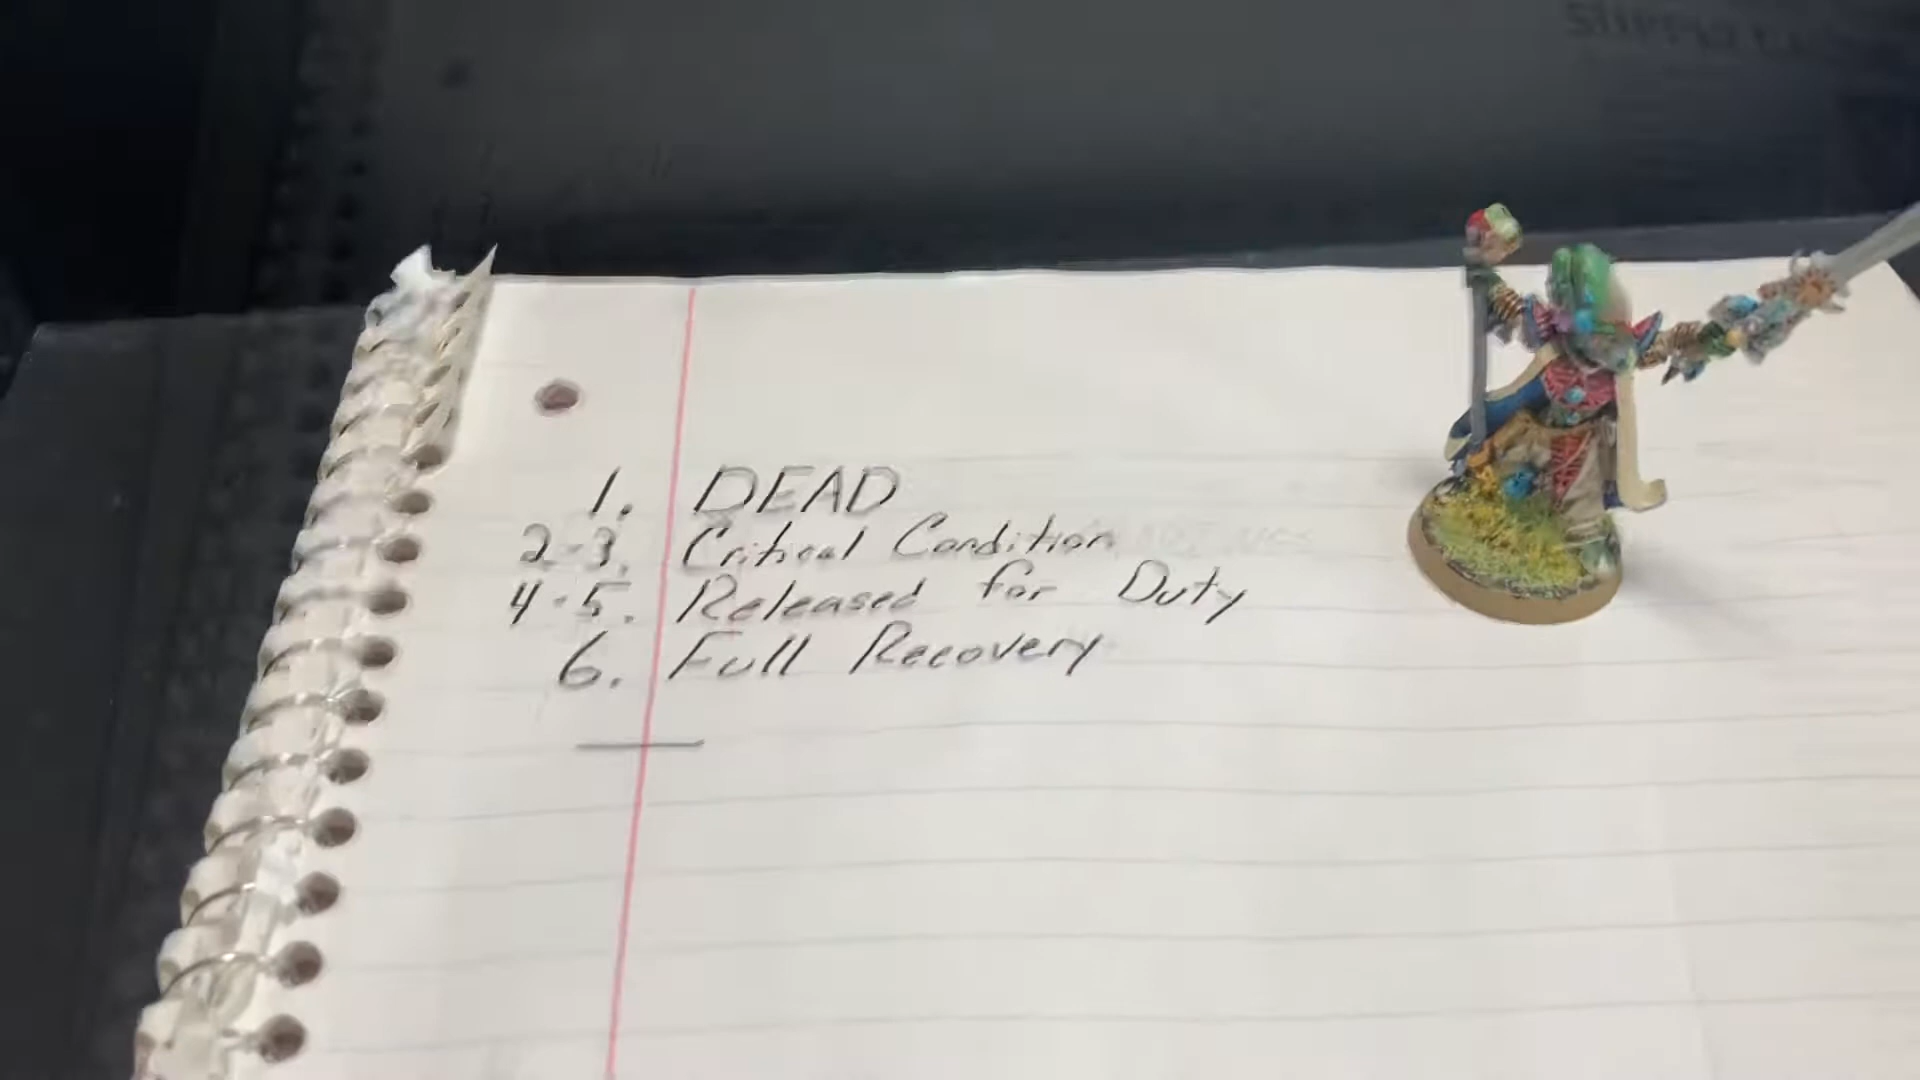 1. DEAD
2-3. Critical Condition
4-5. Released for Duty
6. Full Recovery